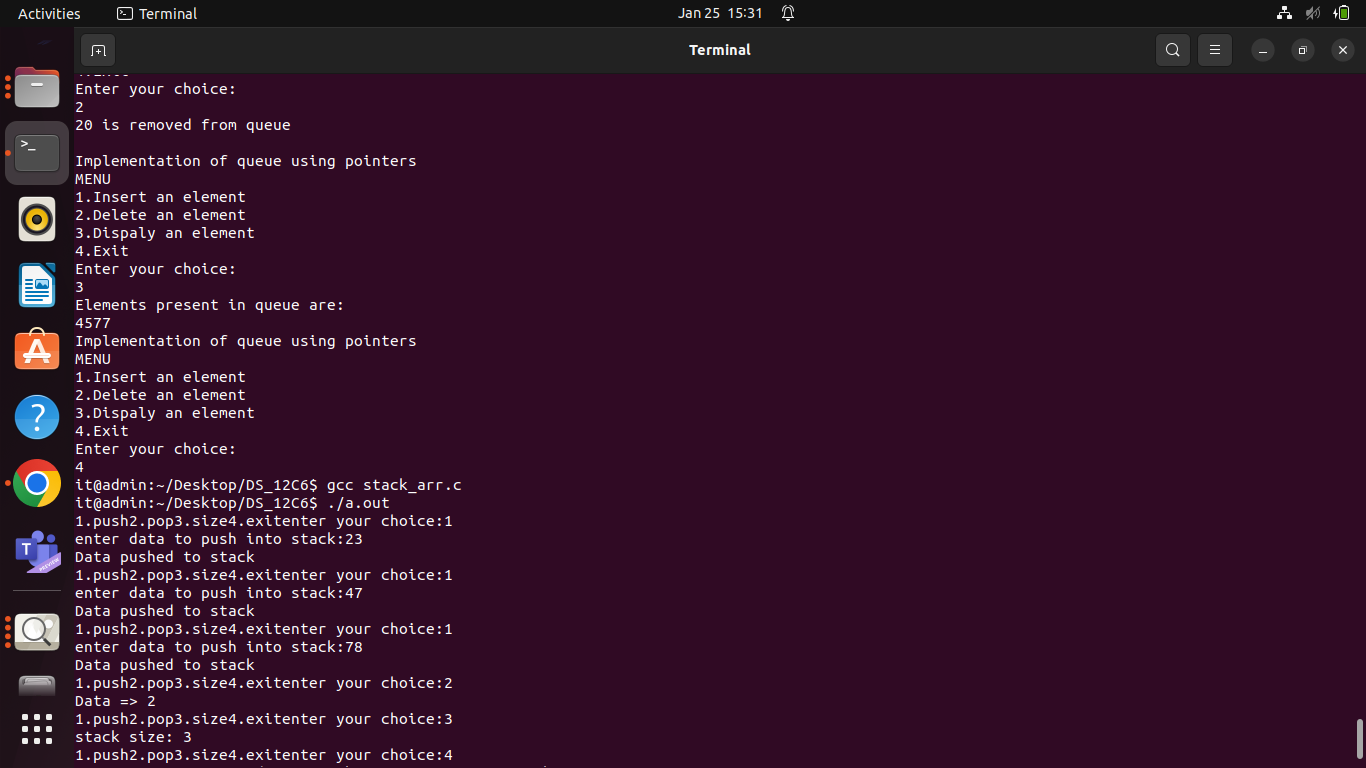 Activities
Terminal
Jan 25 15:31
Terminal
Enter your choice:
2
20 is removed from queue
Implementation of queue using pointers
MENU
1.Insert an element
2.Delete an element
3.Dispaly an element
4.Exit
Enter your choice:
3
Elements present in queue are:
4577
Implementation of queue using pointers
MENU
1.Insert an element
2.Delete an element
3.Dispaly an element
4.Exit
Enter your choice:
4
it@admin:~/Desktop/DS_12C6$ gcc stack_arr.c
it@admin:~/Desktop/DS_12C6$ ./a.out
1.push2.pop3.size4.exitenter your choice:1
enter data to push into stack:23
Data pushed to stack
1.push2.pop3.size4.exitenter your choice:1
enter data to push into stack:47
Data pushed to stack
1.push2.pop3.size4.exitenter your choice:1
enter data to push into stack:78
Data pushed to stack
1.push2.pop3.size4.exitenter your choice:2
Data => 2
1.push2.pop3.size4.exitenter your choice:3
stack size: 3
1.push2.pop3.size4.exitenter your choice:4